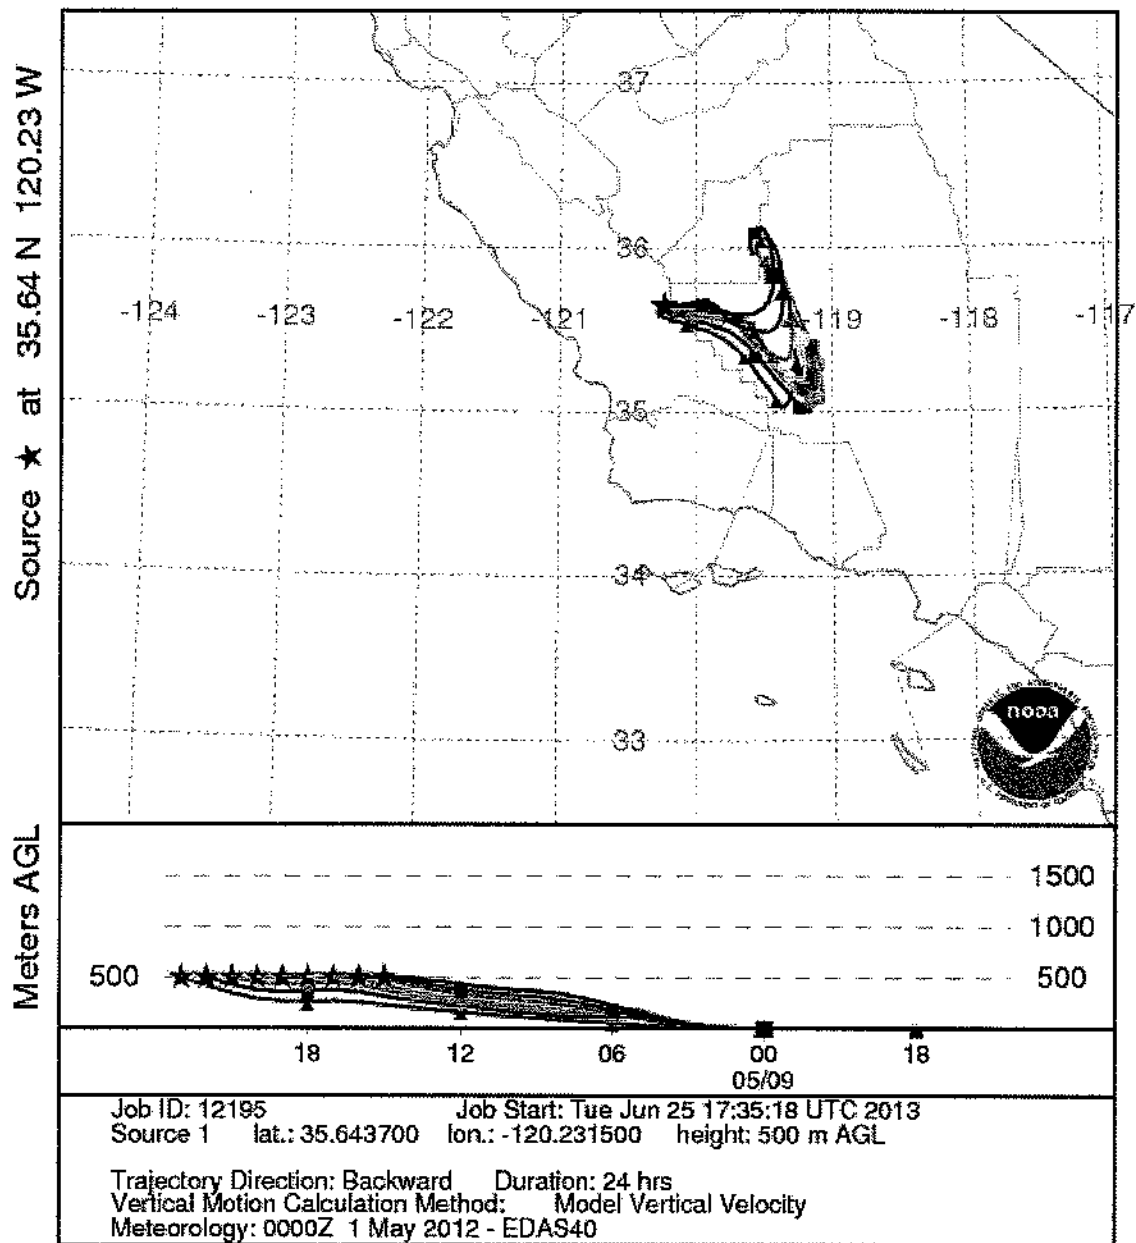 Source ★ at 35.64 N 120.23 W
37
36
-124 -123 -122 -121 -119 -118 -117
35
34
33
noaa
Meters AGL
1500
1000
500 500
18 12 06 00 18
05/09
Job ID: 12195 Job Start: Tue Jun 25 17:35:18 UTC 2013
Source 1 lat.: 35.643700 lon.: -120.231500 height: 500 m AGL
Trajectory Direction: Backward Duration: 24 hrs
Vertical Motion Calculation Method: Model Vertical Velocity
Meteorology: 0000Z 1 May 2012 - EDAS40